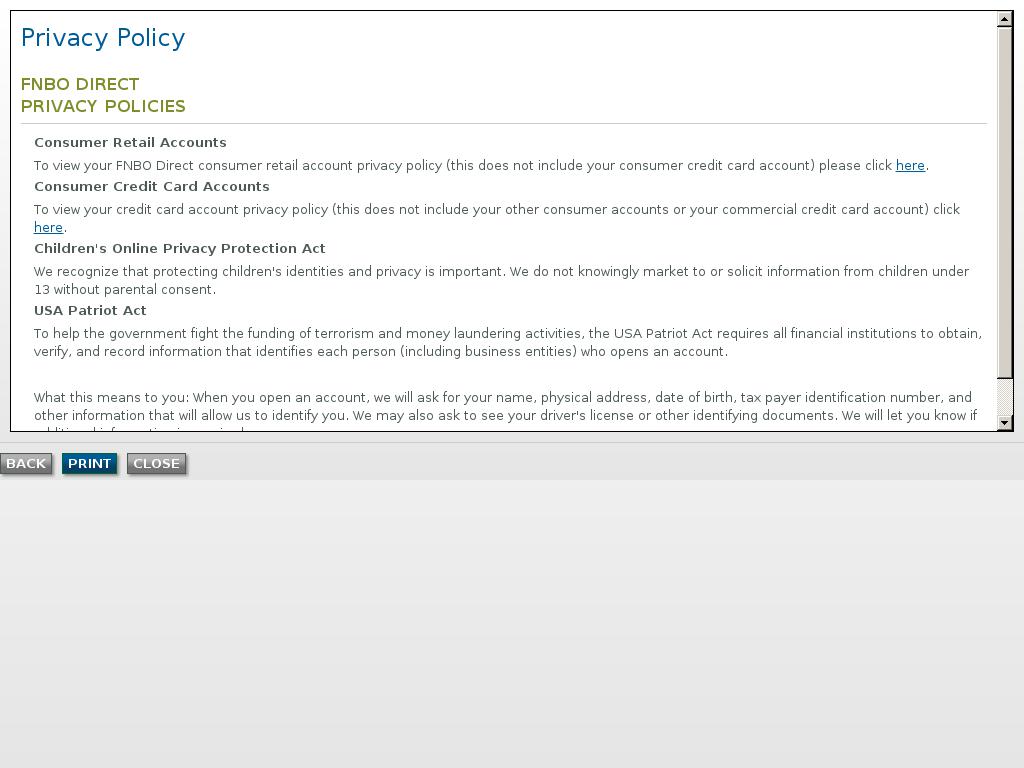 Privacy Policy
FNBO DIRECT
PRIVACY POLICIES
Consumer Retail Accounts
To view your FNBO Direct consumer retail account privacy policy (this does not include your consumer credit card account) please click here.
Consumer Credit Card Accounts
To view your credit card account privacy policy (this does not include your other consumer accounts or your commercial credit card account) click
here.
Children's Online Privacy Protection Act
We recognize that protecting children's identities and privacy is important. We do not knowingly market to or solicit information from children under
13 without parental consent.
USA Patriot Act
To help the government fight the funding of terrorism and money laundering activities, the USA Patriot Act requires all financial institutions to obtain,
verify, and record information that identifies each person (including business entities) who opens an account.
What this means to you: When you open an account, we will ask for your name, physical address, date of birth, tax payer identification number, and
other information that will allow us to identify you. We may also ask to see your driver's license or other identifying documents. We will let you know if
BACK PRINT CLOSE